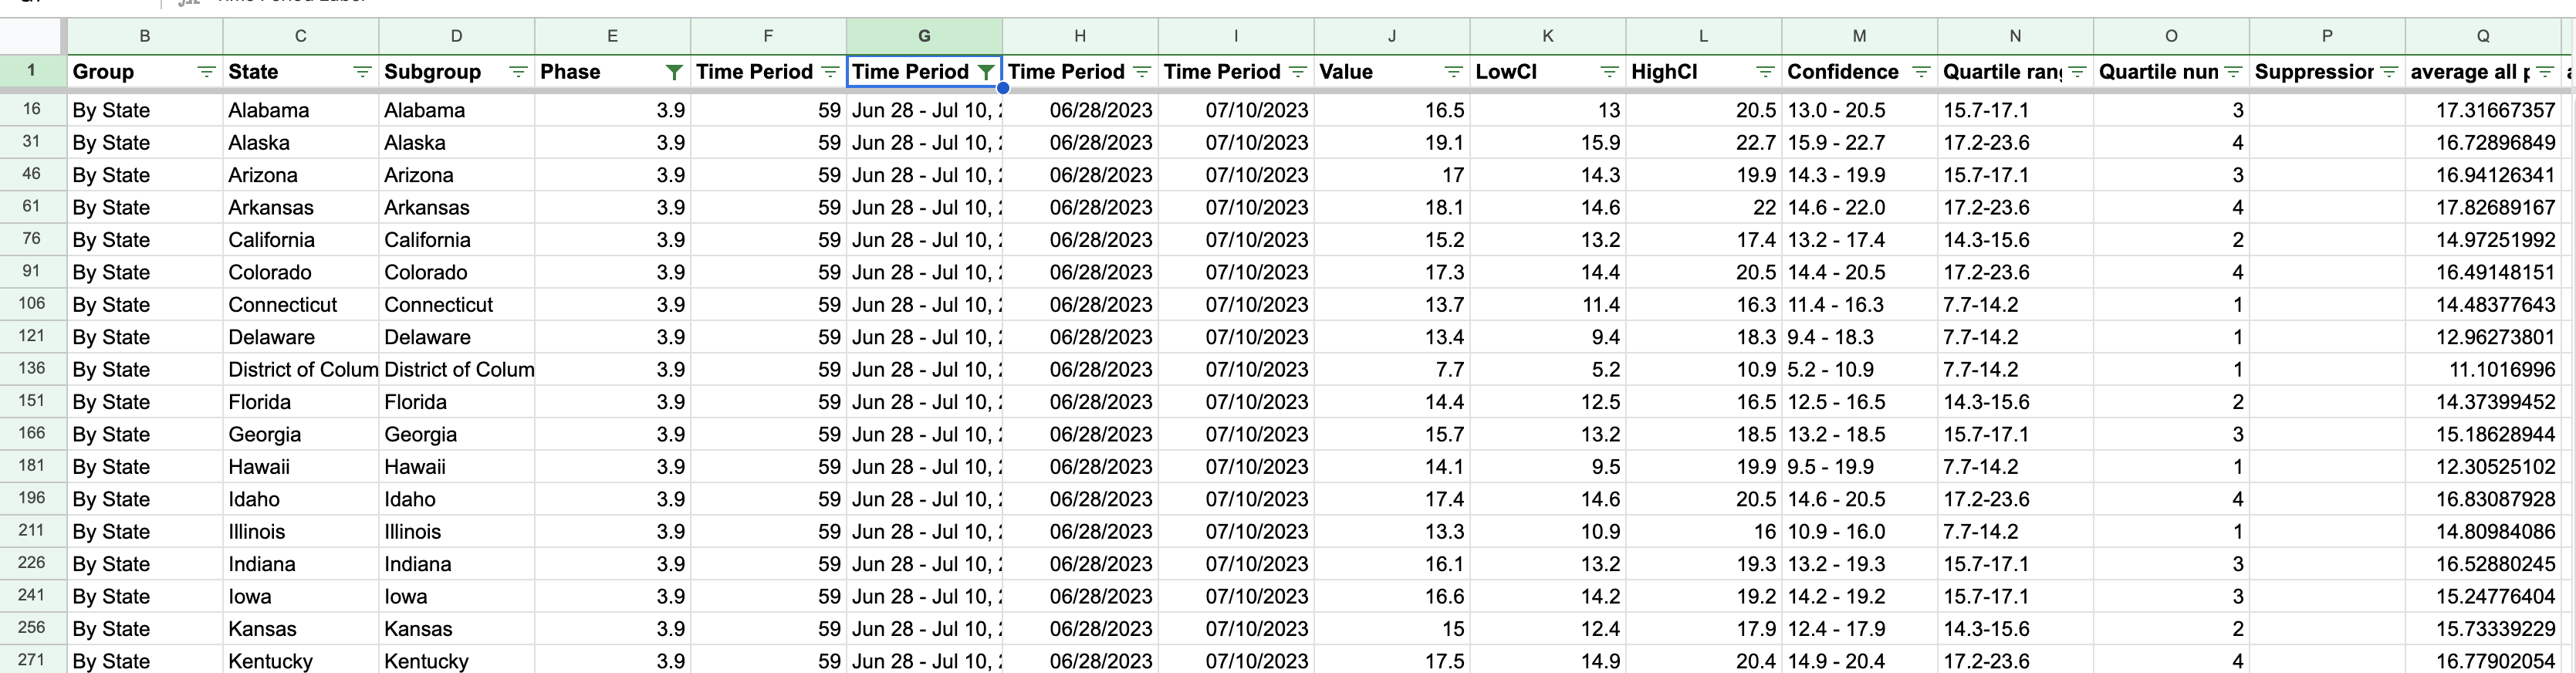 B C D E F G H I J K L M N O P Q
1 Group State Subgroup Phase Time Period Time Period Time Period Time Period Value LowCI HighCI Confidence Quartile Quartile Suppression average all
16 By State Alabama Alabama 3.9 59 Jun 28 - Jul 10, 06/28/2023 07/10/2023 16.5 13 20.5 13.0 - 20.5 15.7-17.1 3 17.31667357
31 By State Alaska Alaska 3.9 59 Jun 28 - Jul 10, 06/28/2023 07/10/2023 19.1 15.9 22.7 15.9 - 22.7 17.2-23.6 4 16.72896849
46 By State Arizona Arizona 3.9 59 Jun 28 - Jul 10, 06/28/2023 07/10/2023 17 14.3 19.9 14.3 - 19.9 15.7-17.1 3 16.94126341
61 By State Arkansas Arkansas 3.9 59 Jun 28 - Jul 10, 06/28/2023 07/10/2023 18.1 14.6 22 14.6 - 22.0 17.2-23.6 4 17.82689167
76 By State California California 3.9 59 Jun 28 - Jul 10, 06/28/2023 07/10/2023 15.2 13.2 17.4 13.2 - 17.4 14.3-15.6 2 14.97251992
91 By State Colorado Colorado 3.9 59 Jun 28 - Jul 10, 06/28/2023 07/10/2023 17.3 14.4 20.5 14.4 - 20.5 17.2-23.6 4 16.49148151
106 By State Connecticut Connecticut 3.9 59 Jun 28 - Jul 10, 06/28/2023 07/10/2023 13.7 11.4 16.3 11.4 - 16.3 7.7-14.2 1 14.48377643
121 By State Delaware Delaware 3.9 59 Jun 28 - Jul 10, 06/28/2023 07/10/2023 13.4 9.4 18.3 9.4 - 18.3 7.7-14.2 1 12.96273801
136 By State District of Colum District of Colum 3.9 59 Jun 28 - Jul 10, 06/28/2023 07/10/2023 7.7 5.2 10.9 5.2 - 10.9 7.7-14.2 1 11.1016996
151 By State Florida Florida 3.9 59 Jun 28 - Jul 10, 06/28/2023 07/10/2023 14.4 12.5 16.5 12.5 - 16.5 14.3-15.6 2 14.37399452
166 By State Georgia Georgia 3.9 59 Jun 28 - Jul 10, 06/28/2023 07/10/2023 15.7 13.2 18.5 13.2 - 18.5 15.7-17.1 3 15.18628944
181 By State Hawaii Hawaii 3.9 59 Jun 28 - Jul 10, 06/28/2023 07/10/2023 14.1 9.5 19.9 9.5 - 19.9 7.7-14.2 1 12.30525102
196 By State Idaho Idaho 3.9 59 Jun 28 - Jul 10, 06/28/2023 07/10/2023 17.4 14.6 20.5 14.6 - 20.5 17.2-23.6 4 16.83087928
211 By State Illinois Illinois 3.9 59 Jun 28 - Jul 10, 06/28/2023 07/10/2023 13.3 10.9 16 10.9 - 16.0 7.7-14.2 1 14.80984086
226 By State Indiana Indiana 3.9 59 Jun 28 - Jul 10, 06/28/2023 07/10/2023 16.1 13.2 19.3 13.2 - 19.3 15.7-17.1 3 16.52880245
241 By State Iowa Iowa 3.9 59 Jun 28 - Jul 10, 06/28/2023 07/10/2023 16.6 14.2 19.2 14.2 - 19.2 15.7-17.1 3 15.24776404
256 By State Kansas Kansas 3.9 59 Jun 28 - Jul 10, 06/28/2023 07/10/2023 15 12.4 17.9 12.4 - 17.9 14.3-15.6 2 15.73339229
271 By State Kentucky Kentucky 3.9 59 Jun 28 - Jul 10, 06/28/2023 07/10/2023 17.5 14.9 20.4 14.9 - 20.4 17.2-23.6 4 16.77902054